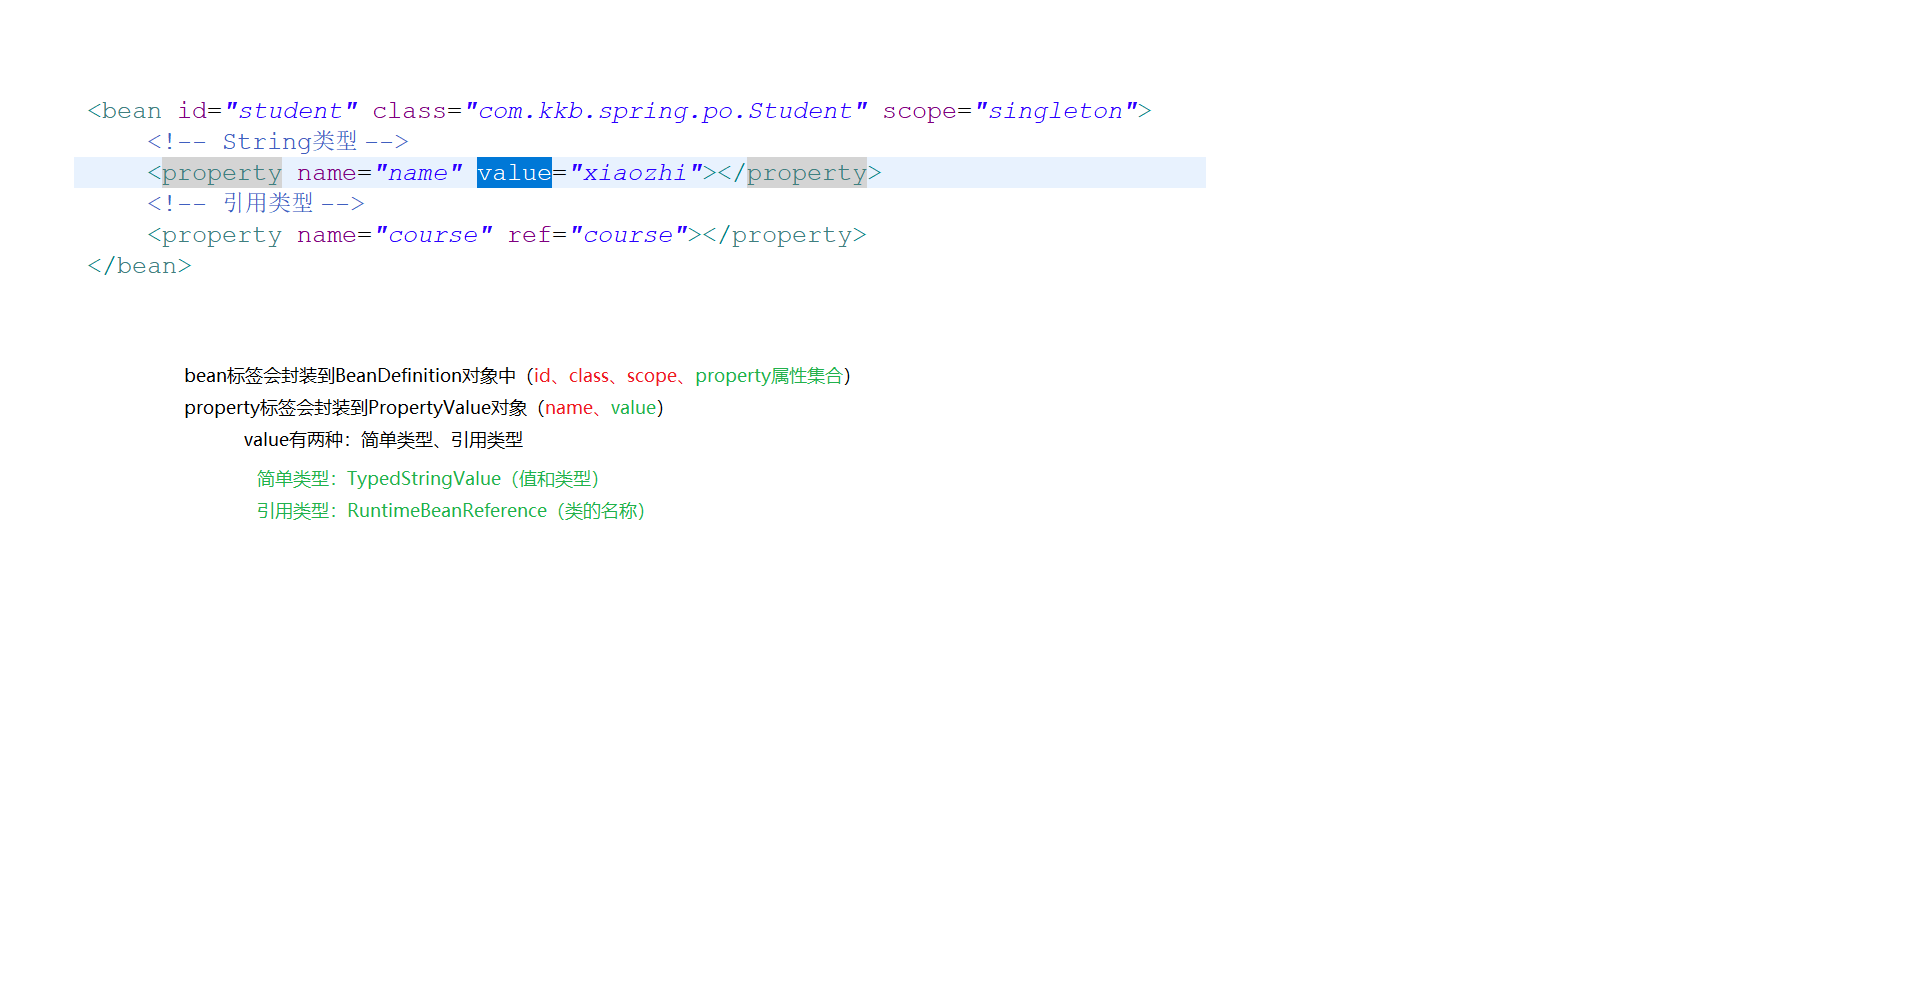 <bean id="student" class="com.kkb.spring.po.Student" scope="singleton">
<!-- String类型 -->
<property name="name" value="xiaozhi"></property>
<!-- 引用类型 -->
<property name="course" ref="course"></property>
</bean>
bean标签会封装到BeanDefinition对象中（id、class、scope、property属性集合）
property标签会封装到PropertyValue对象（name、value）
value有两种：简单类型、引用类型
简单类型：TypedStringValue（值和类型）
引用类型：RuntimeBeanReference（类的名称）